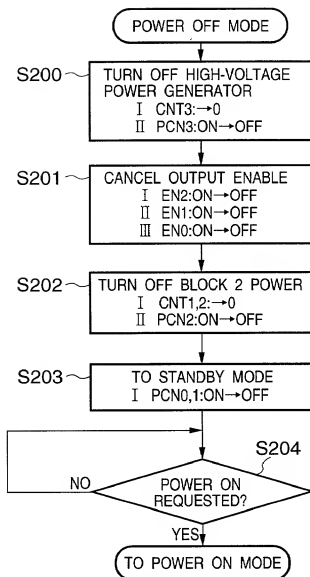 POWER OFF MODE
S200
TURN OFF HIGH-VOLTAGE
POWER GENERATOR
I CNT3:→0
II PCN3:ON→OFF
S201
CANCEL OUTPUT ENABLE
I EN2:ON→OFF
II EN1:ON→OFF
III EN0:ON→OFF
S202
TURN OFF BLOCK 2 POWER
I CNT1,2:→0
II PCN2:ON→OFF
S203
TO STANDBY MODE
I PCN0,1:ON→OFF
S204
POWER ON
REQUESTED?
NO
YES
TO POWER ON MODE